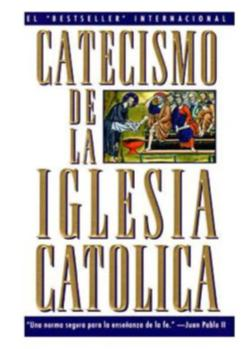 EL "BESTSELLER" INTERNACIONAL
CATECISMO
DE
LA
IGLESIA
CATOLICA
"Una norma segura para la enseñanza de la fe." —Juan Pablo II